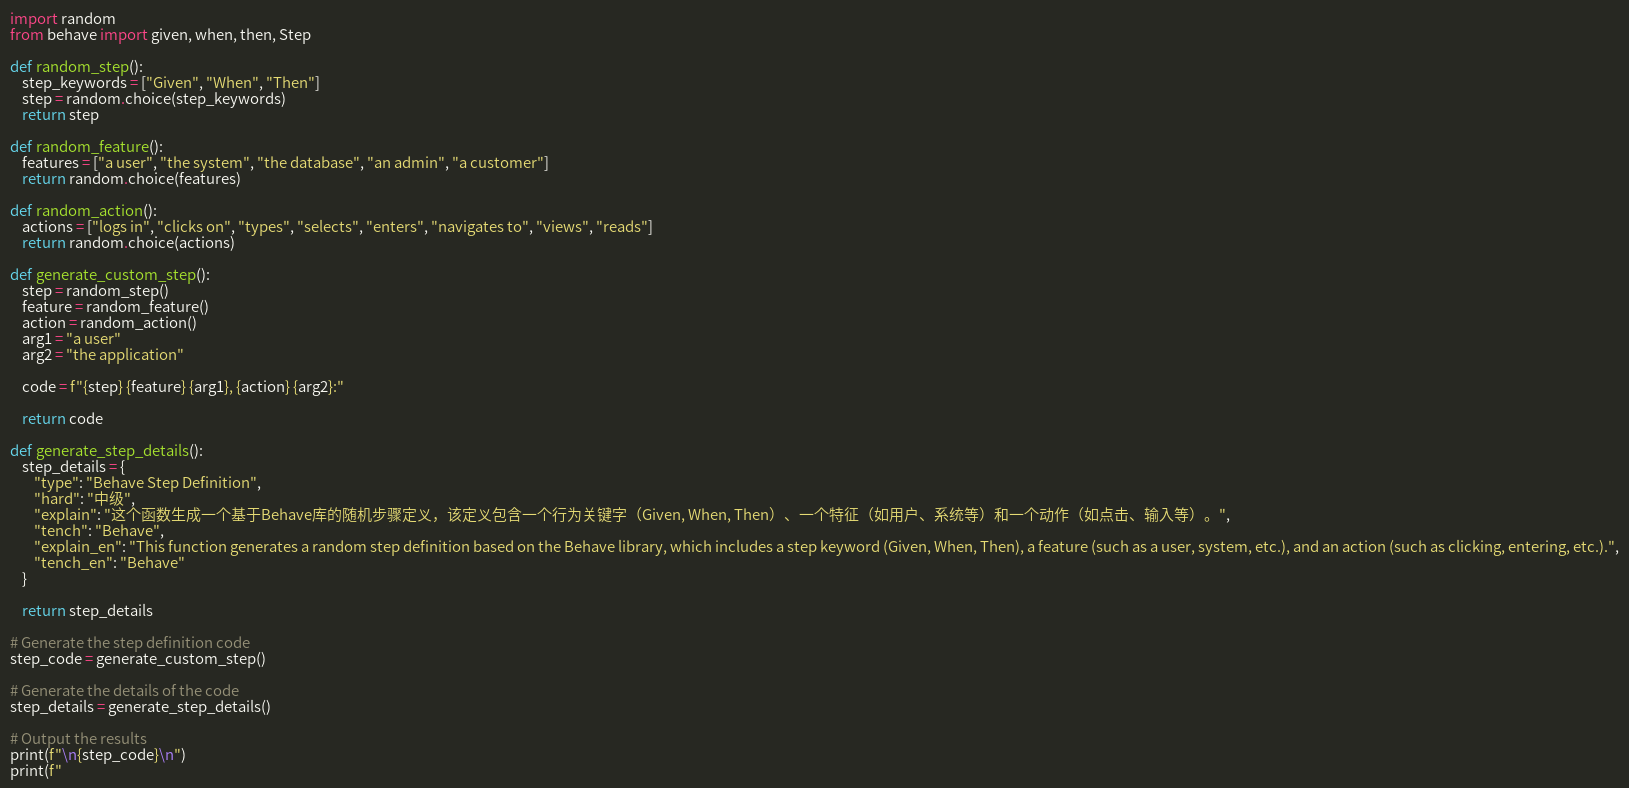 import random
from behave import given, when, then, Step

def random_step():
    step_keywords = ["Given", "When", "Then"]
    step = random.choice(step_keywords)
    return step

def random_feature():
    features = ["a user", "the system", "the database", "an admin", "a customer"]
    return random.choice(features)

def random_action():
    actions = ["logs in", "clicks on", "types", "selects", "enters", "navigates to", "views", "reads"]
    return random.choice(actions)

def generate_custom_step():
    step = random_step()
    feature = random_feature()
    action = random_action()
    arg1 = "a user"
    arg2 = "the application"

    code = f"{step} {feature} {arg1}, {action} {arg2}:"

    return code

def generate_step_details():
    step_details = {
        "type": "Behave Step Definition",
        "hard": "中级",
        "explain": "这个函数生成一个基于Behave库的随机步骤定义，该定义包含一个行为关键字（Given, When, Then）、一个特征（如用户、系统等）和一个动作（如点击、输入等）。",
        "tench": "Behave",
        "explain_en": "This function generates a random step definition based on the Behave library, which includes a step keyword (Given, When, Then), a feature (such as a user, system, etc.), and an action (such as clicking, entering, etc.).",
        "tench_en": "Behave"
    }

    return step_details

# Generate the step definition code
step_code = generate_custom_step()

# Generate the details of the code
step_details = generate_step_details()

# Output the results
print(f"\n{step_code}\n")
print(f"